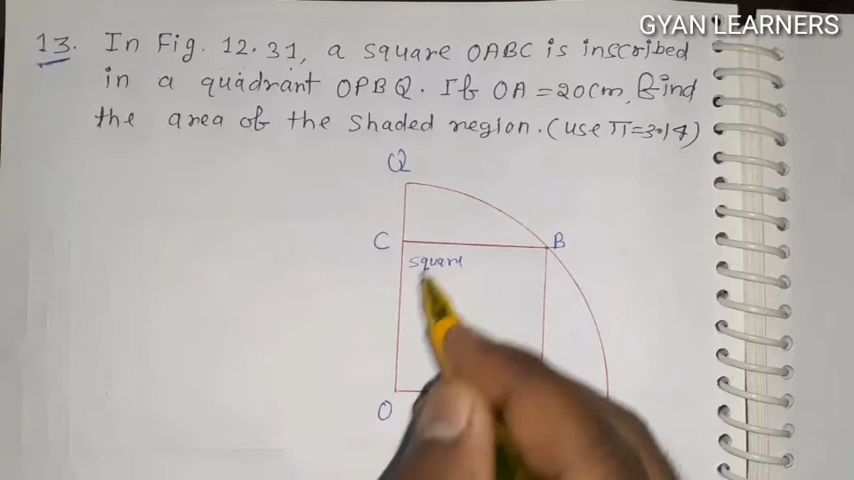 GYAN LEARNERS
13. In Fig. 12.31, a square OABC is inscribed
in a quadrant OPBQ. If OA = 20cm, find
the area of the shaded region. (use π=3.14)
Q
C
B
square
O